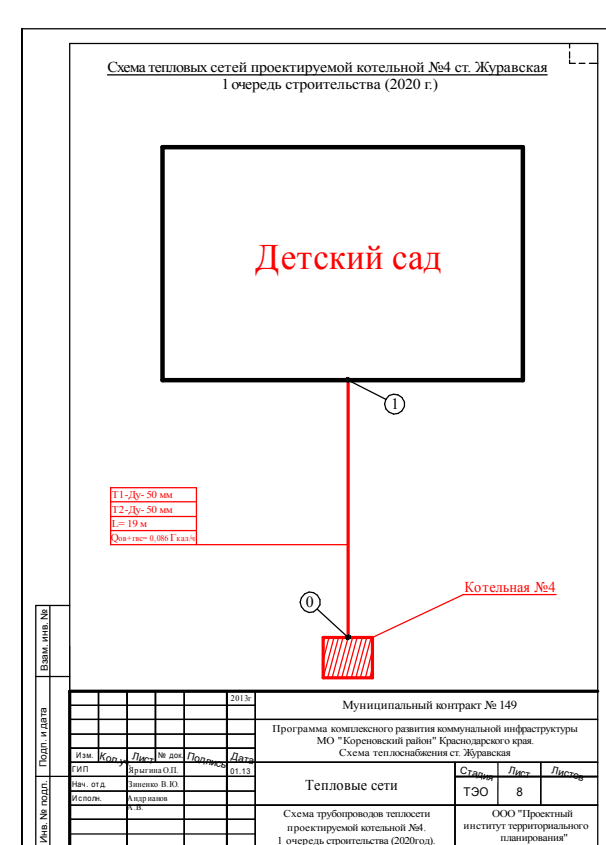 Схема тепловых сетей проектируемой котельной №4 ст. Журавская
1 очередь строительства (2020 г.)
Детский сад
1
Т1-Ду- 50 мм
Т2-Ду- 50 мм
L= 19 м
Qов+гвс= 0,086 Гкал/ч
0
Котельная №4
Взам. инв. №
Подп. и дата
Инв. № подл.
2013г
Муниципальный контракт № 149
Программа комплексного развития коммунальной инфраструктуры
МО "Кореновский район" Краснодарского края.
Схема теплоснабжения ст. Журавская
Изм. Кол.уч Лист № док Подпись Дата
ГИП Ярыгина О.П. 01.13
Нач. отд. Зиненко В.Ю.
Исполн. Андрианов А.В.
Тепловые сети
Стадия Лист Листов
ТЭО 8
Схема трубопроводов теплосети
проектируемой котельной №4.
1 очередь строительства (2020год).
ООО "Проектный
институт территориального
планирования"